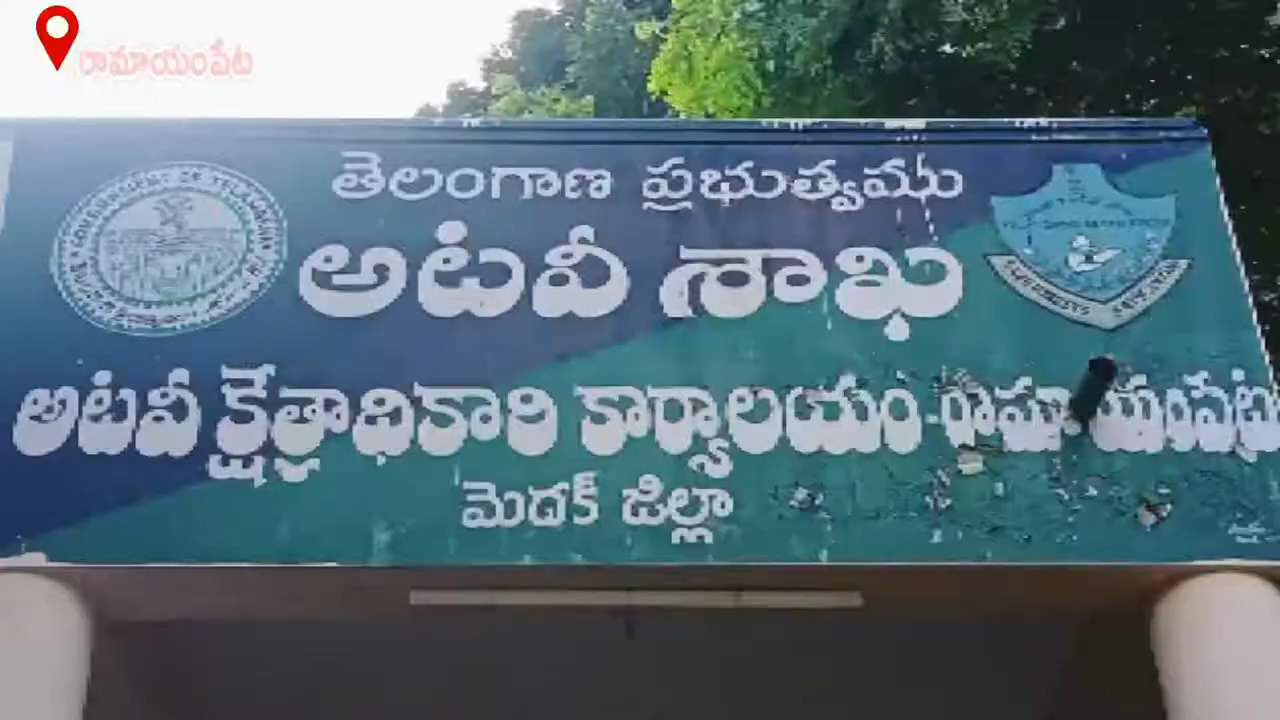 రామాయంపేట
తెలంగాణ ప్రభుత్వము
అటవీ శాఖ
అటవీ క్షేత్రాధికారి కార్యాలయం
మెదక్ జిల్లా